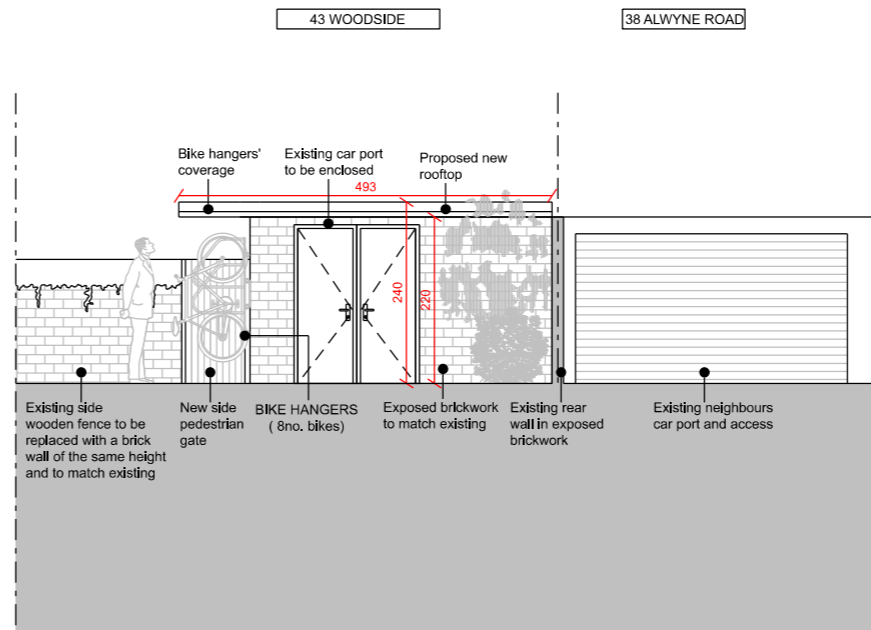 43 WOODSIDE
38 ALWYNE ROAD
Bike hangers'
coverage
Existing car port
to be enclosed
Proposed new
rooftop
493
240
220
Existing side
wooden fence to be
replaced with a brick
wall of the same height
and to match existing
New side
pedestrian
gate
BIKE HANGERS
( 8no. bikes)
Exposed brickwork
to match existing
Existing rear
wall in exposed
brickwork
Existing neighbours
car port and access